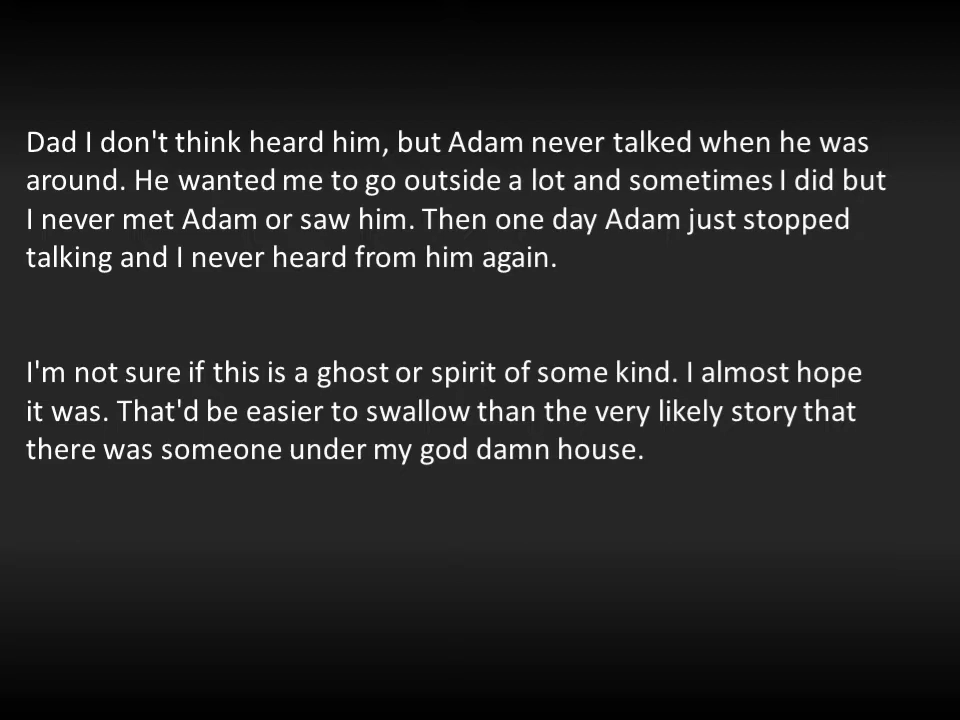 Dad I don't think heard him, but Adam never talked when he was
around. He wanted me to go outside a lot and sometimes I did but
I never met Adam or saw him. Then one day Adam just stopped
talking and I never heard from him again.
I'm not sure if this is a ghost or spirit of some kind. I almost hope
it was. That'd be easier to swallow than the very likely story that
there was someone under my god damn house.